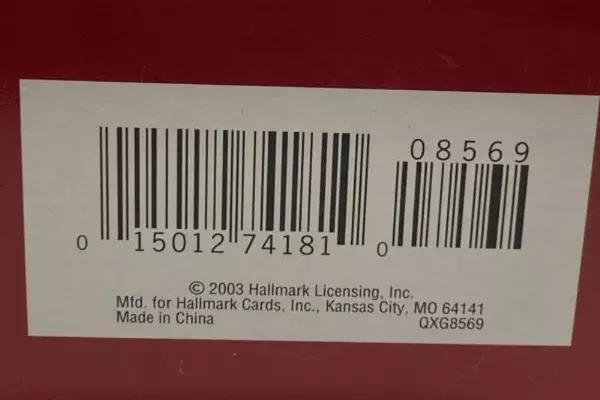 08569
0 15012 74181 0
© 2003 Hallmark Licensing, Inc.
Mfd. for Hallmark Cards, Inc., Kansas City, MO 64141
Made in China QXG8569